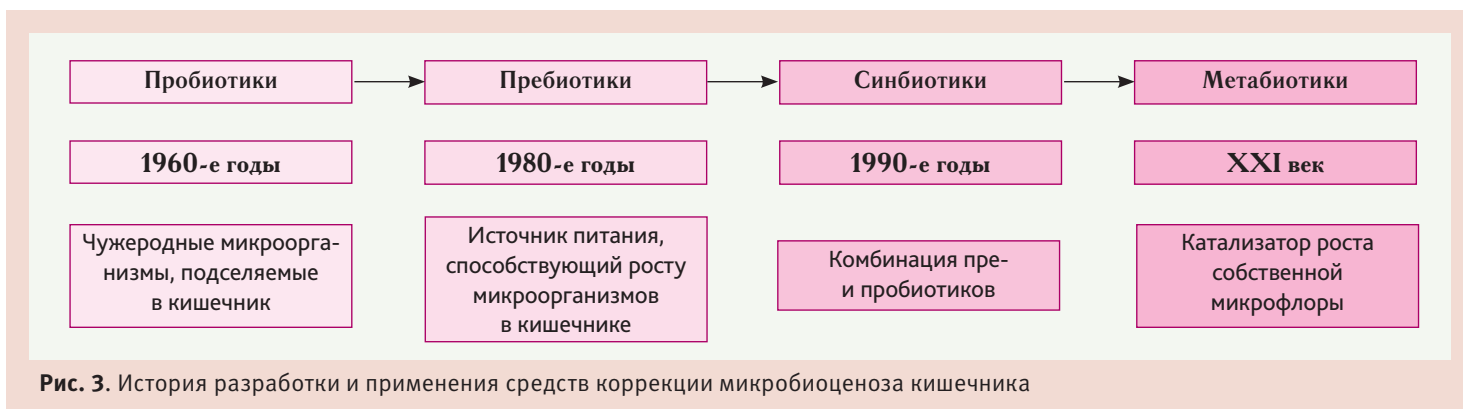 Пробиотики
Пребиотики
Синбиотики
Метабиотики
1960-е годы
1980-е годы
1990-е годы
XXI век
Чужеродные микроорга-
низмы, подселяемые
в кишечник
Источник питания,
способствующий росту
микроорганизмов
в кишечнике
Комбинация пре-
и пробиотиков
Катализатор роста
собственной
микрофлоры
Рис. 3. История разработки и применения средств коррекции микробиоценоза кишечника